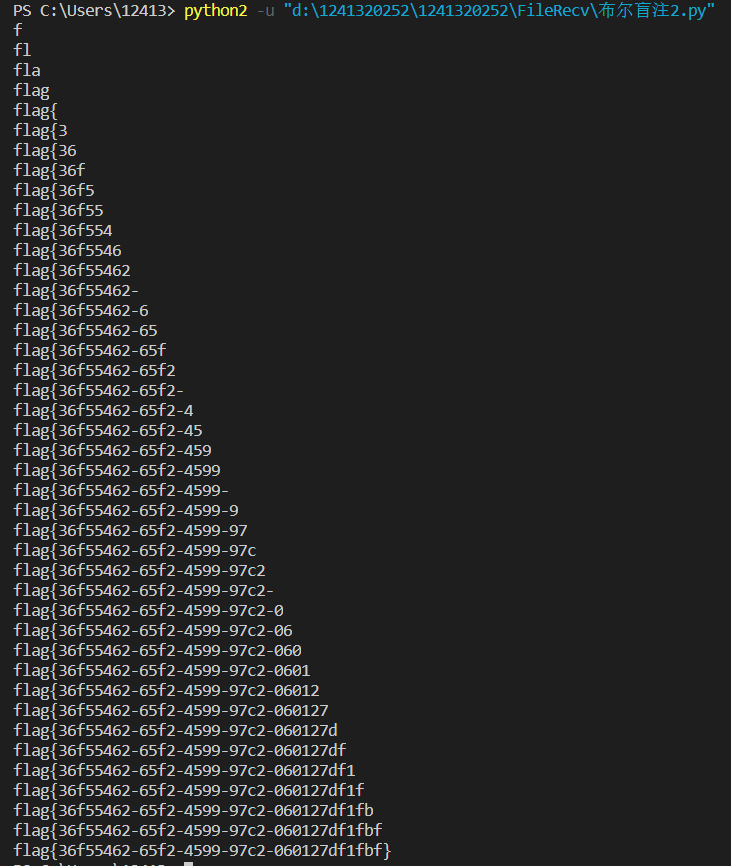 PS C:\Users\12413> python2 -u "d:\1241320252\1241320252\FileRecv\布尔盲注2.py"
f
fl
fla
flag
flag{
flag{3
flag{36
flag{36f
flag{36f5
flag{36f55
flag{36f554
flag{36f5546
flag{36f55462
flag{36f55462-
flag{36f55462-6
flag{36f55462-65
flag{36f55462-65f
flag{36f55462-65f2
flag{36f55462-65f2-
flag{36f55462-65f2-4
flag{36f55462-65f2-45
flag{36f55462-65f2-459
flag{36f55462-65f2-4599
flag{36f55462-65f2-4599-
flag{36f55462-65f2-4599-9
flag{36f55462-65f2-4599-97
flag{36f55462-65f2-4599-97c
flag{36f55462-65f2-4599-97c2
flag{36f55462-65f2-4599-97c2-
flag{36f55462-65f2-4599-97c2-0
flag{36f55462-65f2-4599-97c2-06
flag{36f55462-65f2-4599-97c2-060
flag{36f55462-65f2-4599-97c2-0601
flag{36f55462-65f2-4599-97c2-06012
flag{36f55462-65f2-4599-97c2-060127
flag{36f55462-65f2-4599-97c2-060127d
flag{36f55462-65f2-4599-97c2-060127df
flag{36f55462-65f2-4599-97c2-060127df1
flag{36f55462-65f2-4599-97c2-060127df1f
flag{36f55462-65f2-4599-97c2-060127df1fb
flag{36f55462-65f2-4599-97c2-060127df1fbf
flag{36f55462-65f2-4599-97c2-060127df1fbf}